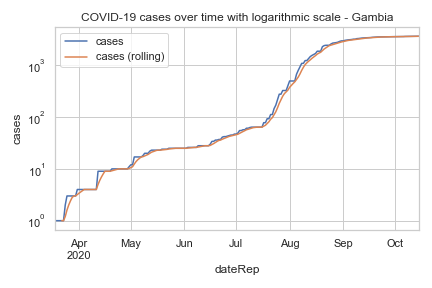 COVID-19 cases over time with logarithmic scale - Gambia
cases
cases (rolling)
10³
10²
10¹
10⁰
cases
Apr
2020
May
Jun
Jul
Aug
Sep
Oct
dateRep